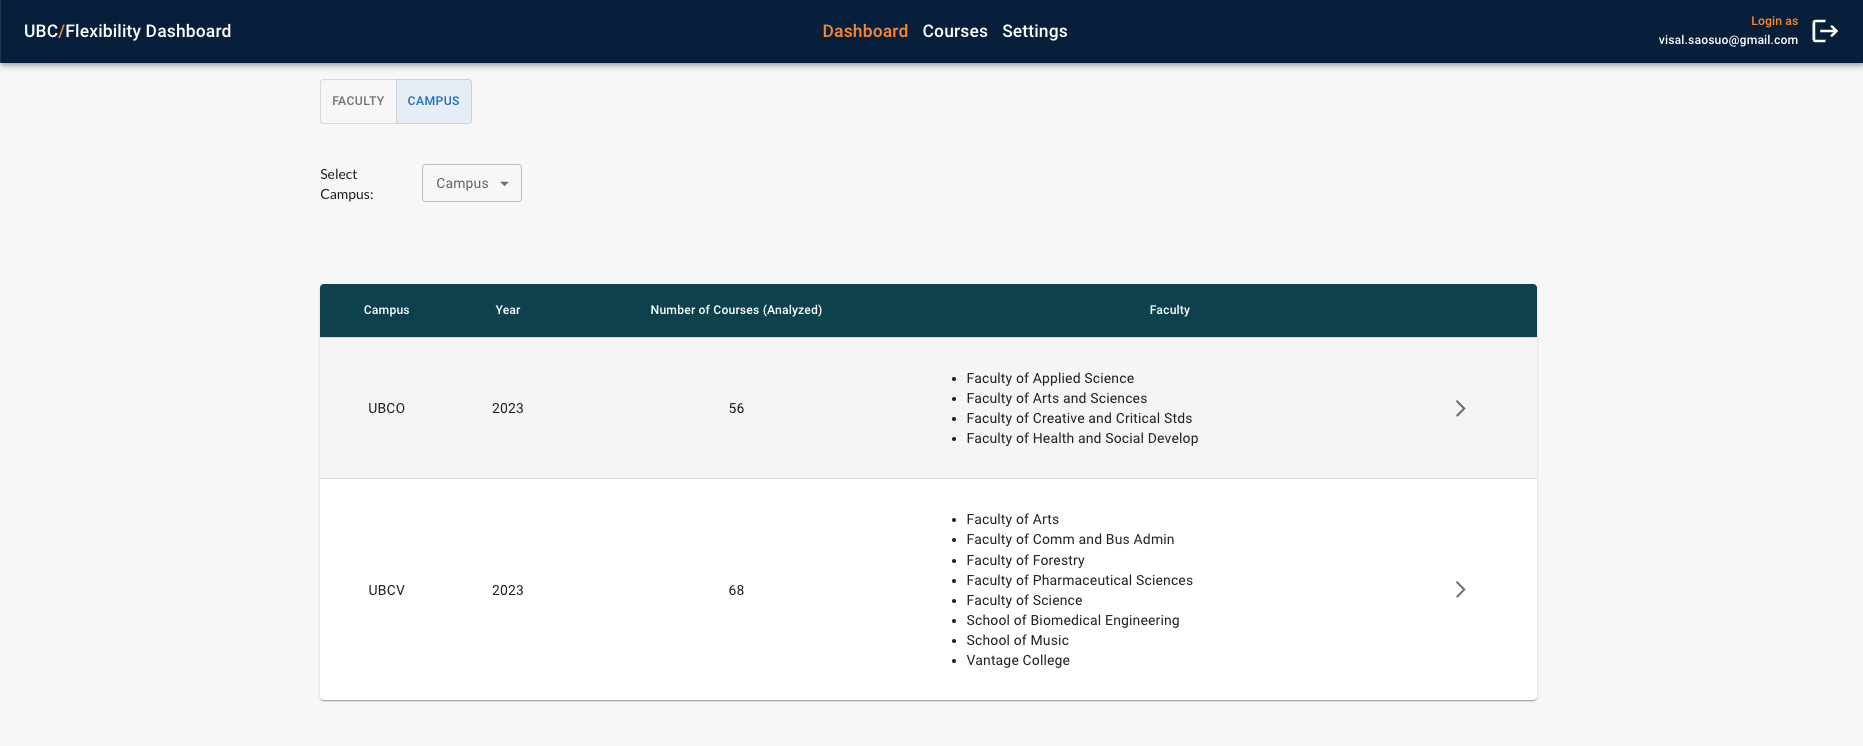 UBC/Flexibility Dashboard
Dashboard Courses Settings
Login as
visal.saosuo@gmail.com
FACULTY CAMPUS
Select
Campus:
Campus
Campus Year Number of Courses (Analyzed) Faculty
UBCO 2023 56
Faculty of Applied Science
Faculty of Arts and Sciences
Faculty of Creative and Critical Stds
Faculty of Health and Social Develop
UBCV 2023 68
Faculty of Arts
Faculty of Comm and Bus Admin
Faculty of Forestry
Faculty of Pharmaceutical Sciences
Faculty of Science
School of Biomedical Engineering
School of Music
Vantage College